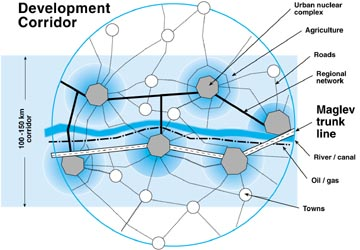 Development
Corridor
Urban nuclear
complex
Agriculture
Roads
Regional
network
Maglev
trunk
line
River / canal
Oil / gas
Towns
100 -150 km
corridor